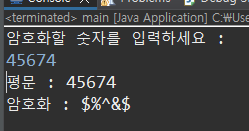 Problems
<terminated> main [Java Application] C:￦Use
암호화할 숫자를 입력하세요 :
45674
평문 : 45674
암호화 : $%^&$